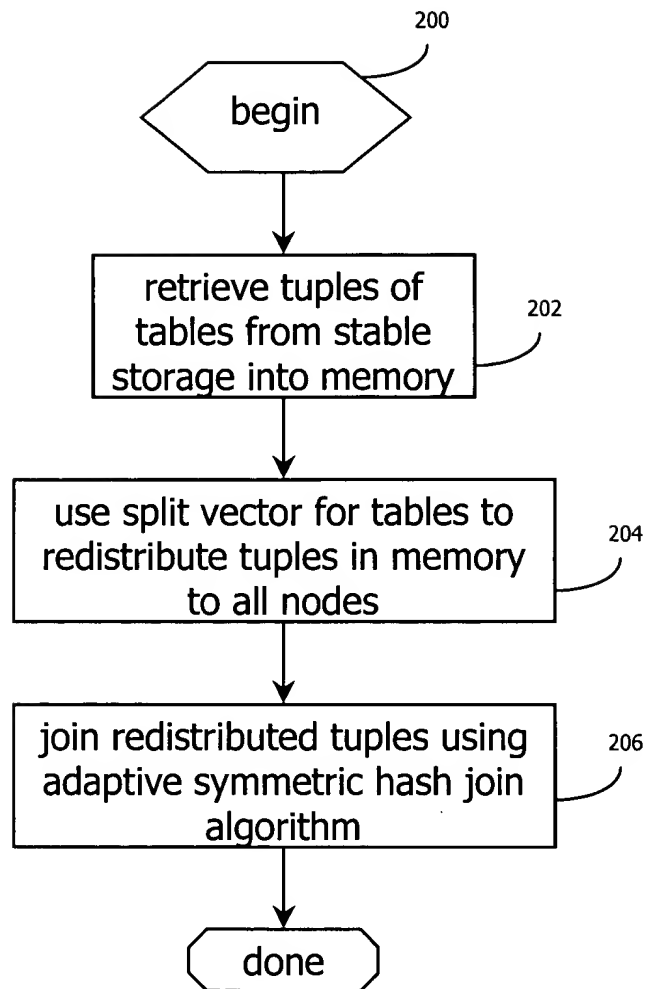 200
begin
retrieve tuples of
tables from stable
storage into memory
202
use split vector for tables to
redistribute tuples in memory
to all nodes
204
join redistributed tuples using
adaptive symmetric hash join
algorithm
206
done